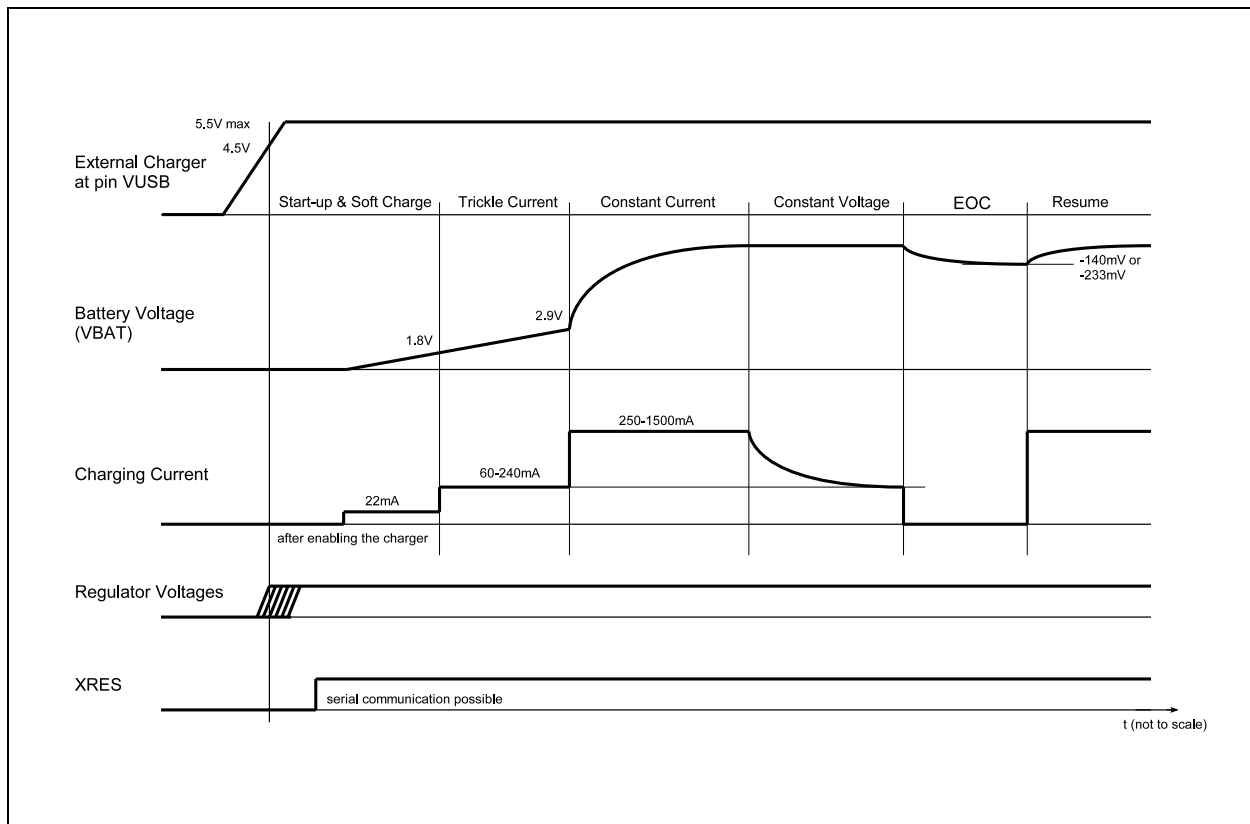 5.5V max
4.5V
External Charger
at pin VUSB
Start-up & Soft Charge
Trickle Current
Constant Current
Constant Voltage
EOC
Resume
-140mV or
-233mV
Battery Voltage
(VBAT)
1.8V
2.9V
250-1500mA
Charging Current
60-240mA
22mA
after enabling the charger
Regulator Voltages
XRES
serial communication possible
t (not to scale)